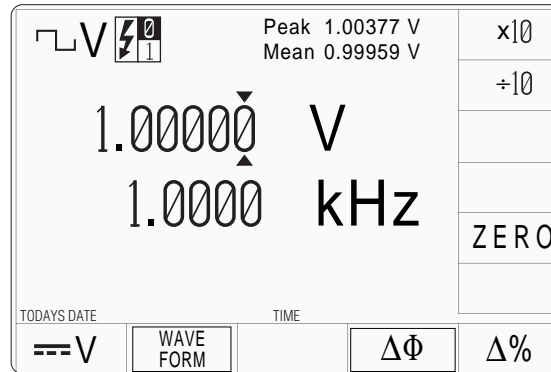 V 0 1
Peak 1.00377 V
Mean 0.99959 V
x10
÷10
1.00000 V
1.0000 kHz
ZERO
TODAYS DATE TIME
V
WAVE
FORM
ΔΦ
Δ%